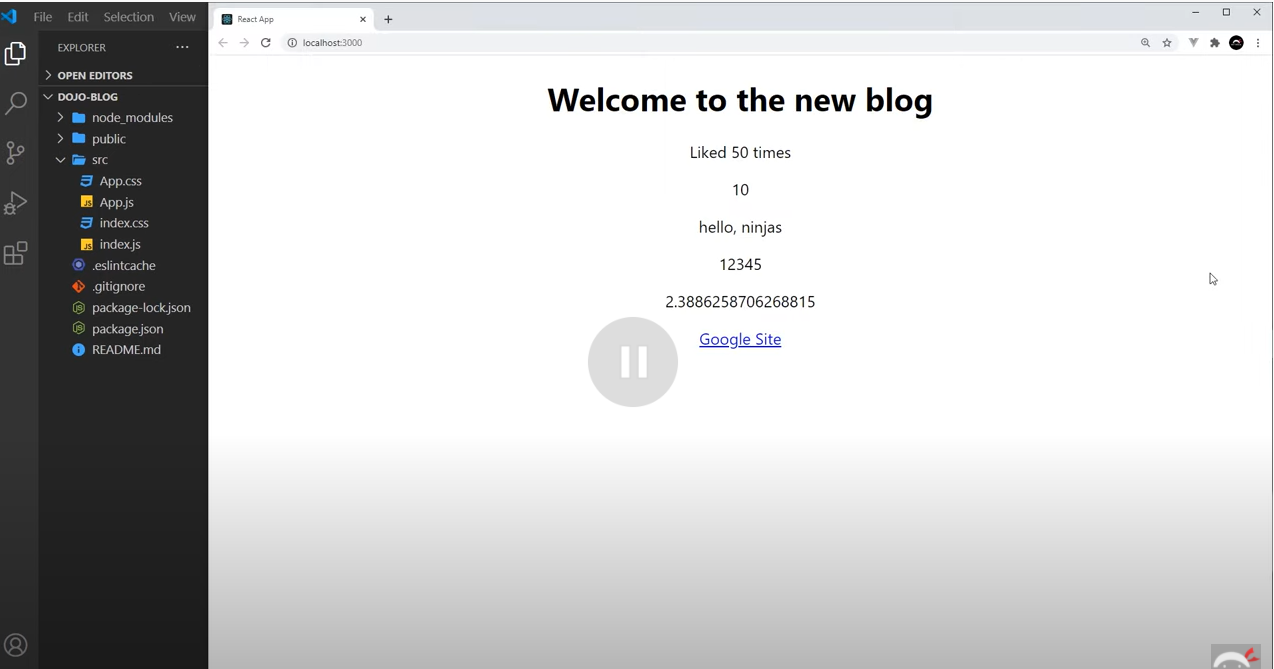 File Edit Selection View
EXPLORER ...
OPEN EDITORS
DOJO-BLOG
node_modules
public
src
App.css
JS App.js
index.css
JS index.js
.eslintcache
.gitignore
package-lock.json
package.json
README.md
React App
localhost:3000
Welcome to the new blog
Liked 50 times
10
hello, ninjas
12345
2.3886258706268815
Google Site